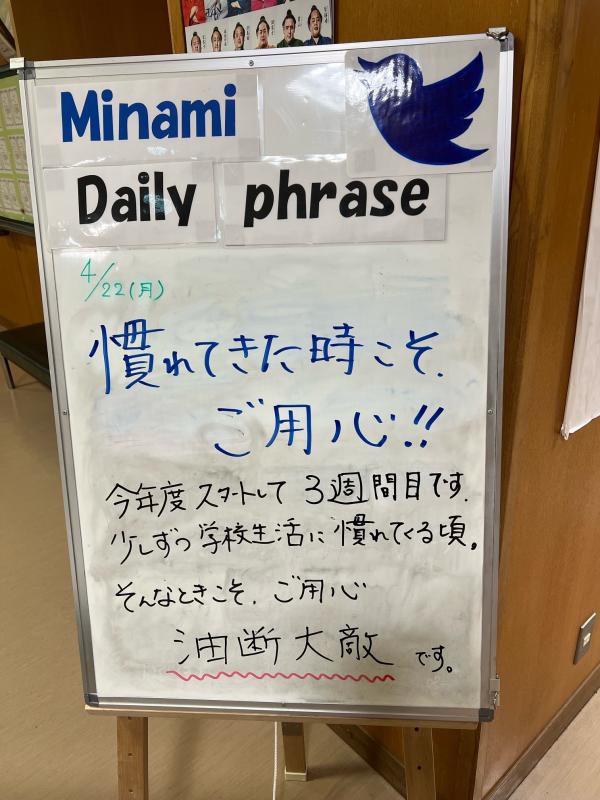 Minami
Daily phrase
4/22(月)
慣れてきた時こそ、
ご用心!!
今年度スタートして 3週間目です。
少しずつ学校生活に慣れてくる頃。
そんなときこそ、ご用心
油断大敵 です。